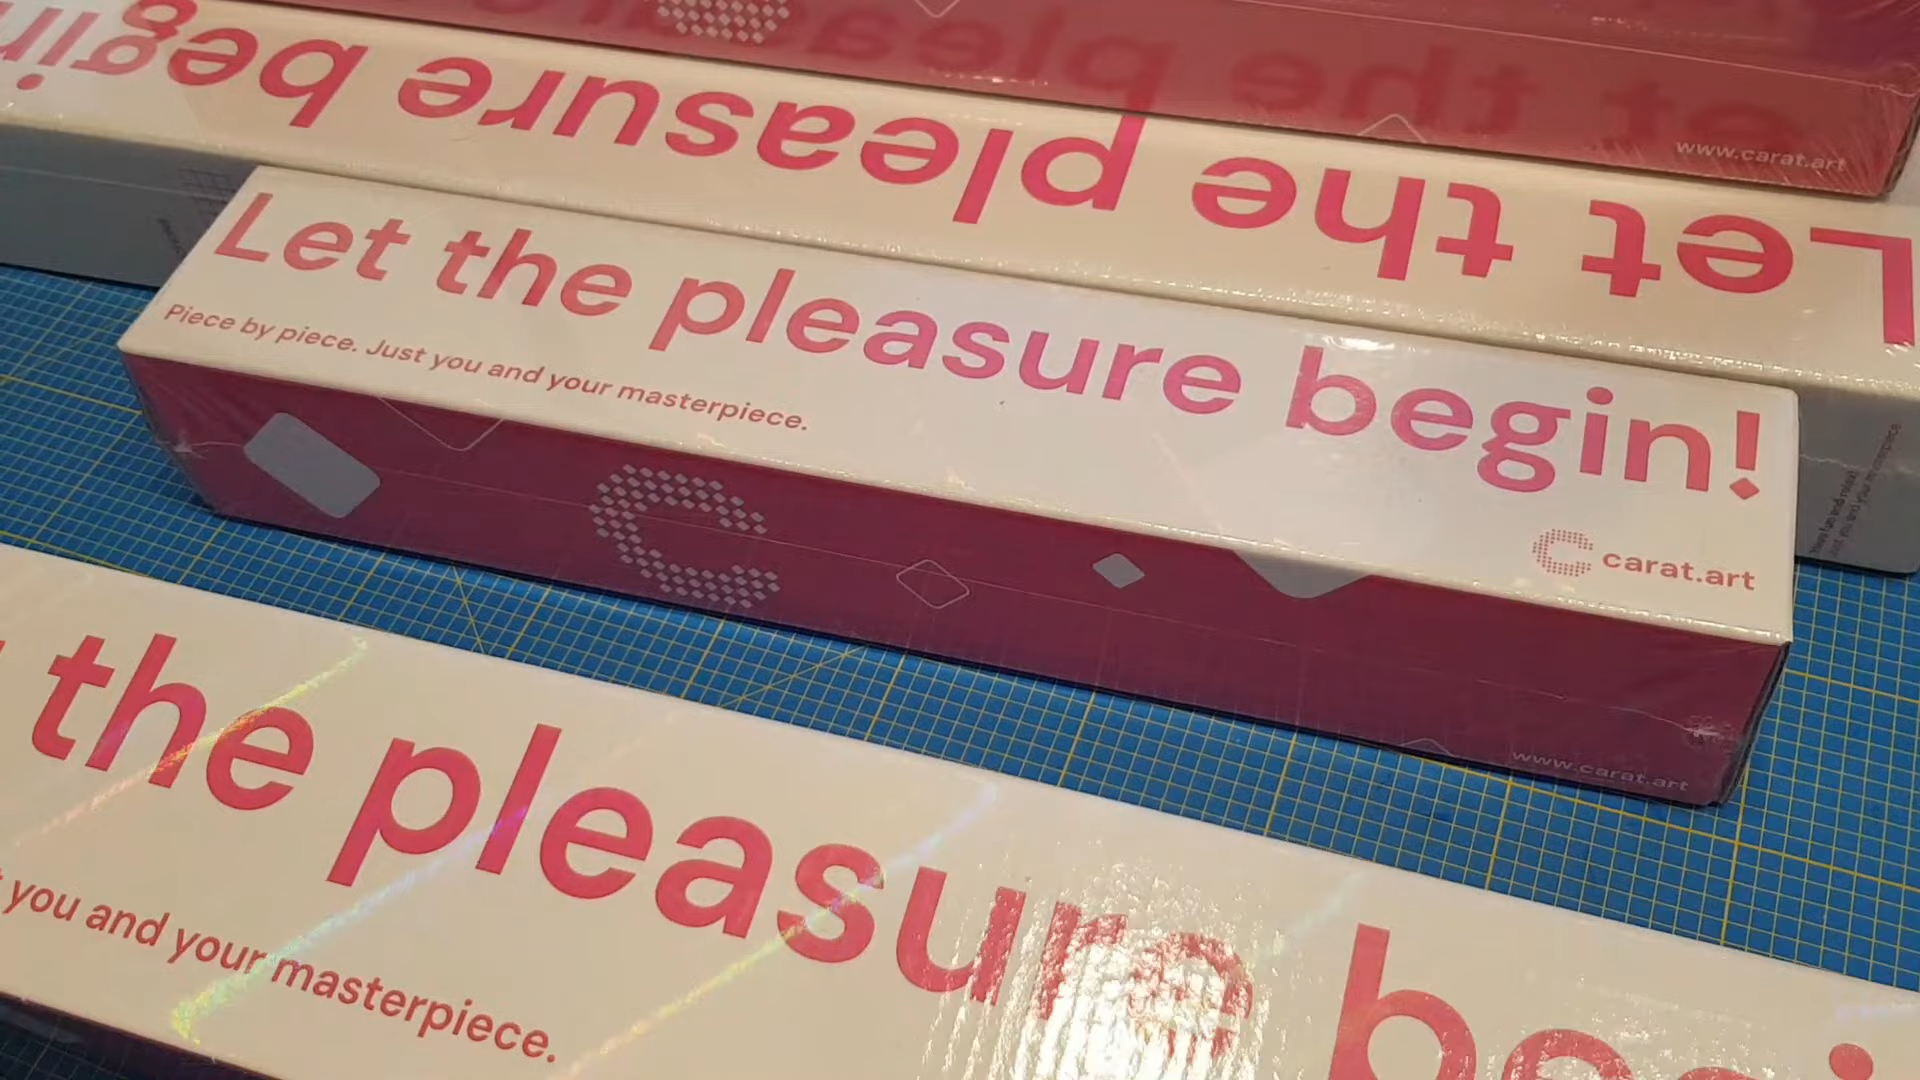 www.carat.art
Let the pleasure begin
Let the pleasure begin!
Piece by piece. Just you and your masterpiece.
carat.art
www.carat.art
the pleasure
you and your masterpiece.